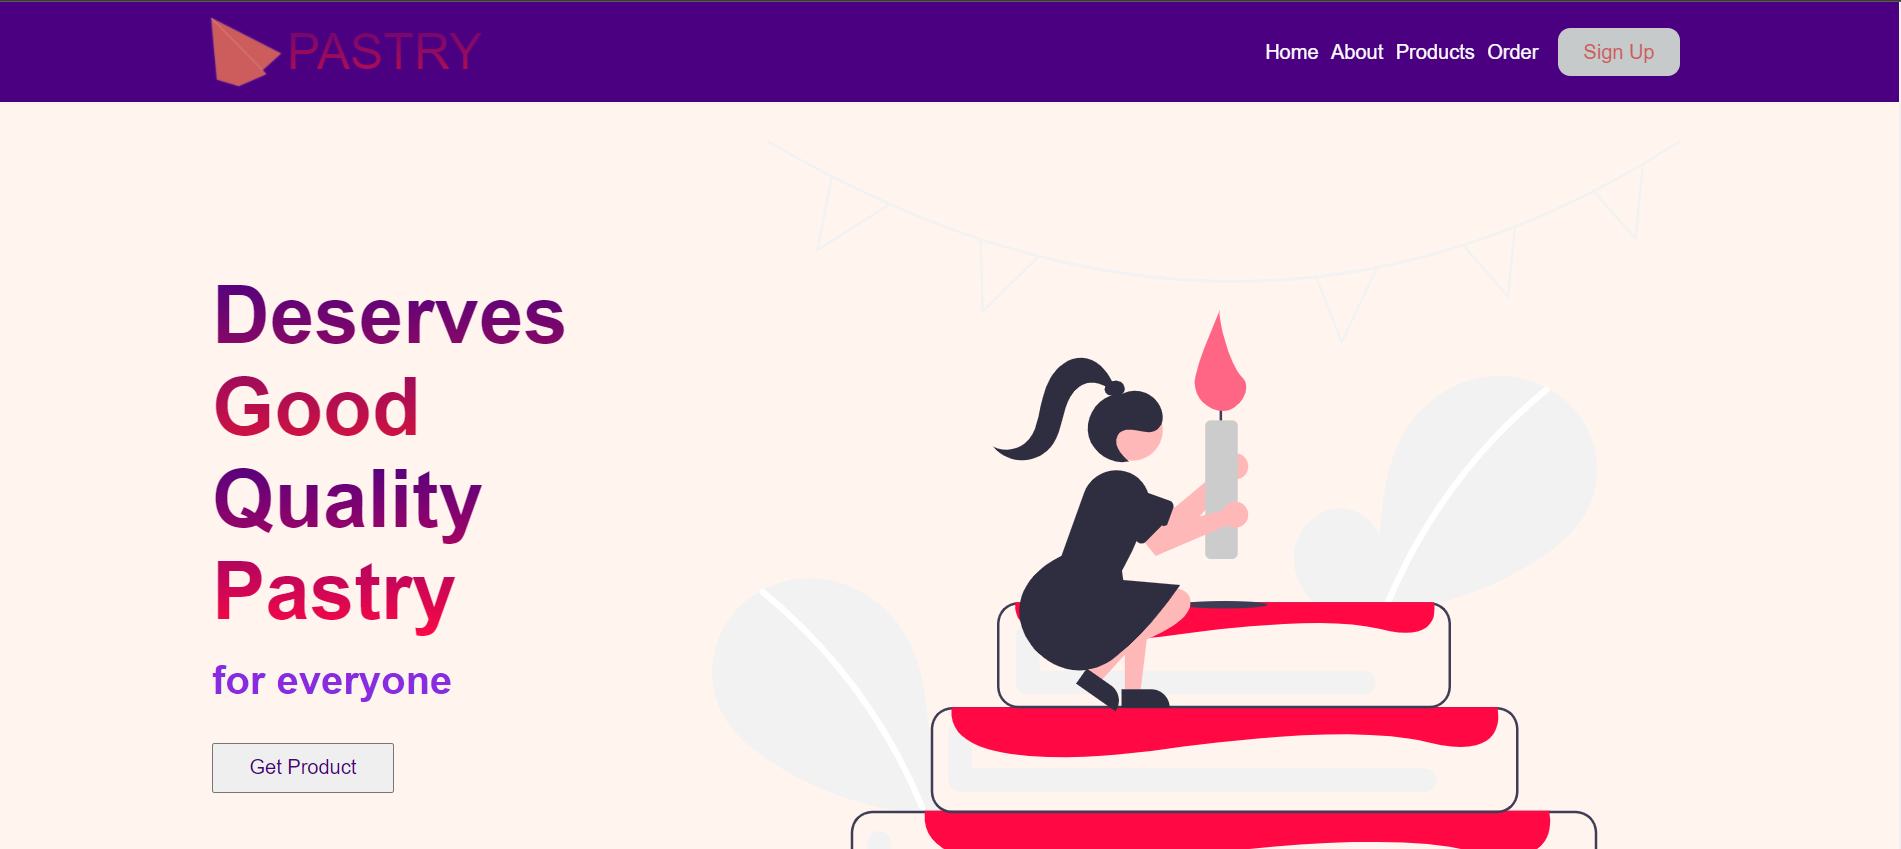 PASTRY
Home About Products Order Sign Up
Deserves
Good
Quality
Pastry
for everyone
Get Product